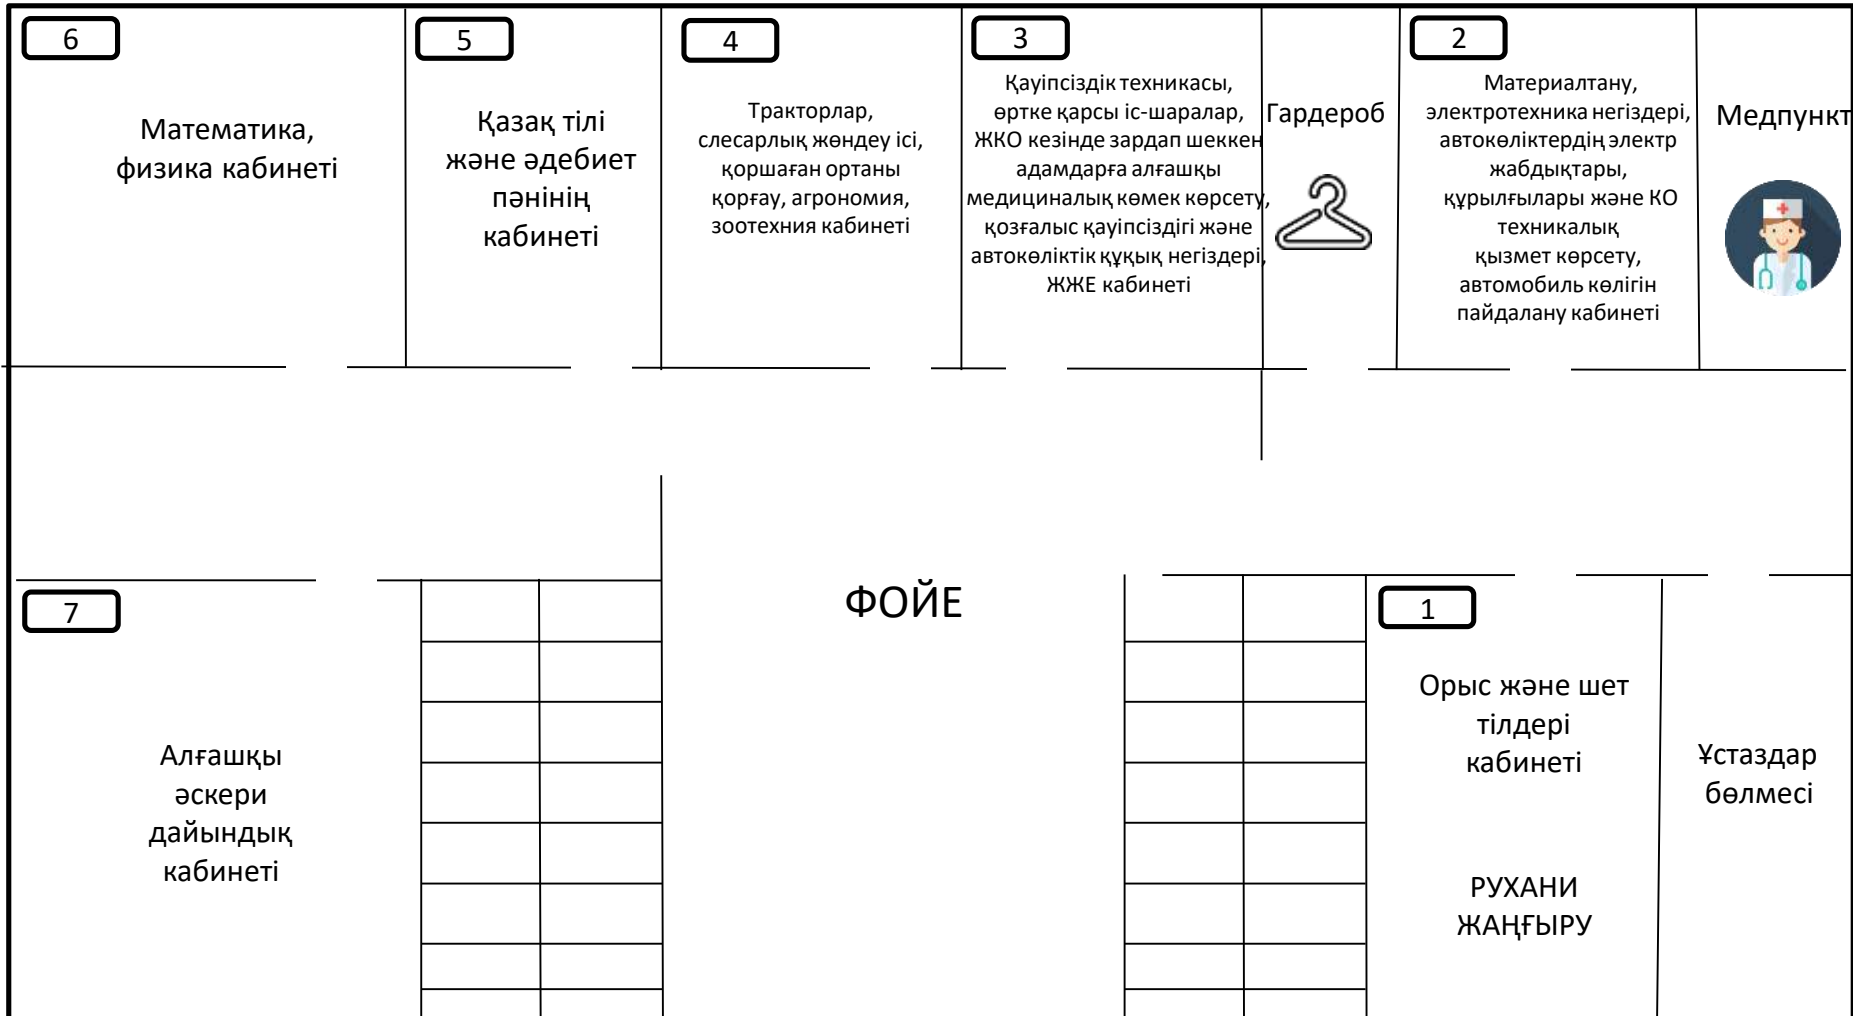 6
Математика,
физика кабинеті
5
Қазақ тілі
және әдебиет
пәнінің
кабинеті
4
Тракторлар,
слесарлық жөндеу ісі,
қоршаған ортаны
қорғау, агрономия,
зоотехния кабинеті
3
Қауіпсіздік техникасы,
өртке қарсы іс-шаралар,
ЖКО кезінде зардап шеккен
адамдарға алғашқы
медициналық көмек көрсету,
қозғалыс қауіпсіздігі және
автокөліктік құқық негіздері,
ЖЖЕ кабинеті
Гардероб
2
Материалтану,
электротехника негіздері,
автокөліктердің электр
жабдықтары,
құрылғылары және КО
техникалық
қызмет көрсету,
автомобиль көлігін
пайдалану кабинеті
Медпункт
7
Алғашқы
әскери
дайындық
кабинеті
ФОЙЕ
1
Орыс және шет
тілдері
кабинеті
РУХАНИ
ЖАҢҒЫРУ
Ұстаздар
бөлмесі